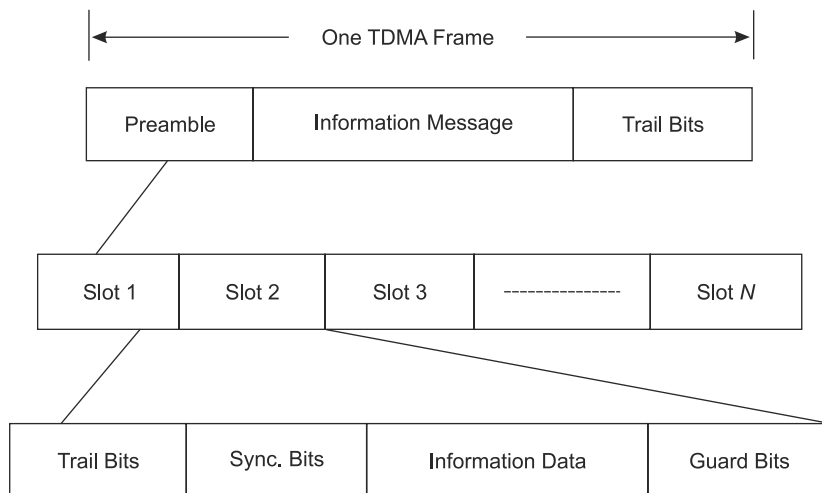 One TDMA Frame
Preamble Information Message Trail Bits
Slot 1 Slot 2 Slot 3 --------------- Slot N
Trail Bits Sync. Bits Information Data Guard Bits